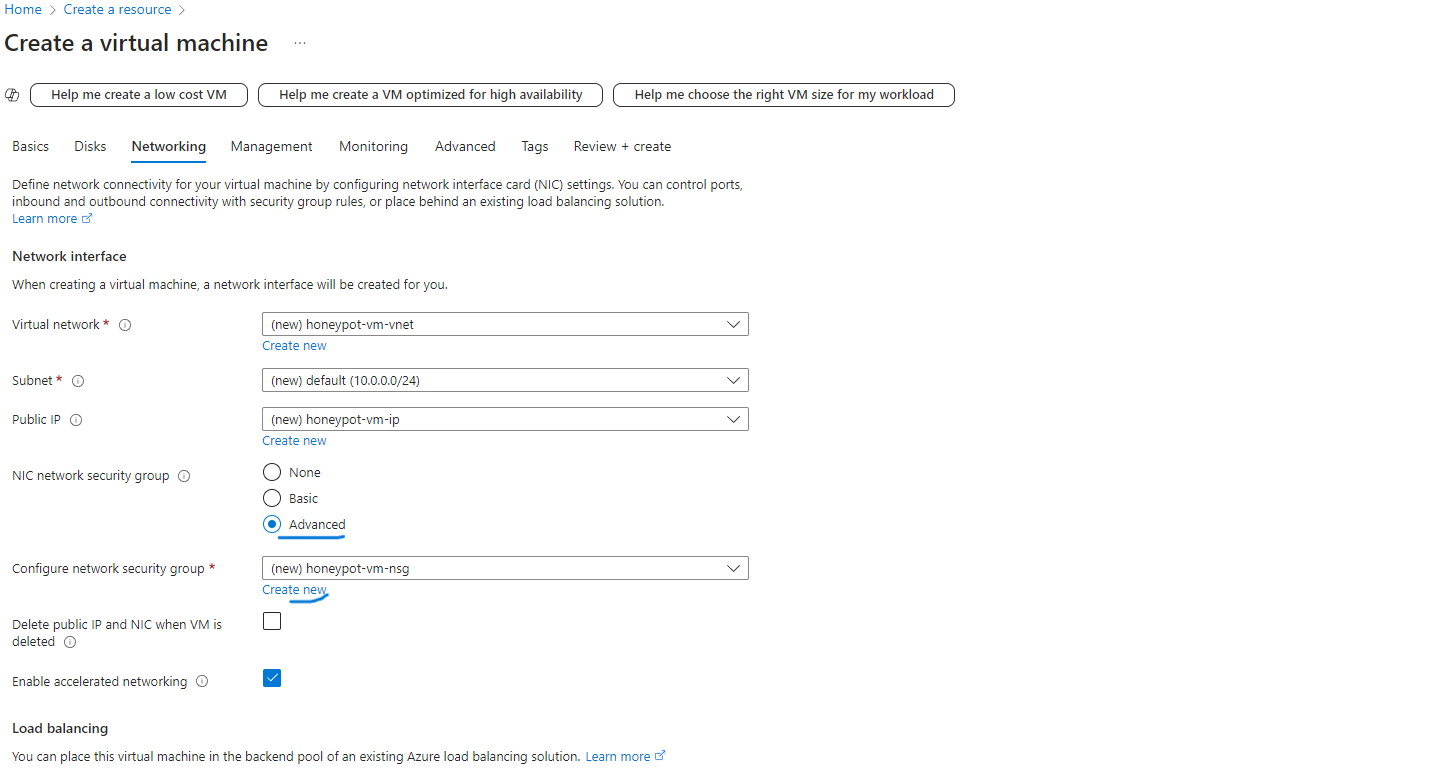 Home > Create a resource >
Create a virtual machine ...
Help me create a low cost VM Help me create a VM optimized for high availability Help me choose the right VM size for my workload
Basics Disks Networking Management Monitoring Advanced Tags Review + create
Define network connectivity for your virtual machine by configuring network interface card (NIC) settings. You can control ports,
inbound and outbound connectivity with security group rules, or place behind an existing load balancing solution.
Learn more
Network interface
When creating a virtual machine, a network interface will be created for you.
Virtual network * (new) honeypot-vm-vnet
Create new
Subnet * (new) default (10.0.0.0/24)
Public IP (new) honeypot-vm-ip
Create new
NIC network security group None
Basic
Advanced
Configure network security group * (new) honeypot-vm-nsg
Create new
Delete public IP and NIC when VM is
deleted
Enable accelerated networking
Load balancing
You can place this virtual machine in the backend pool of an existing Azure load balancing solution. Learn more